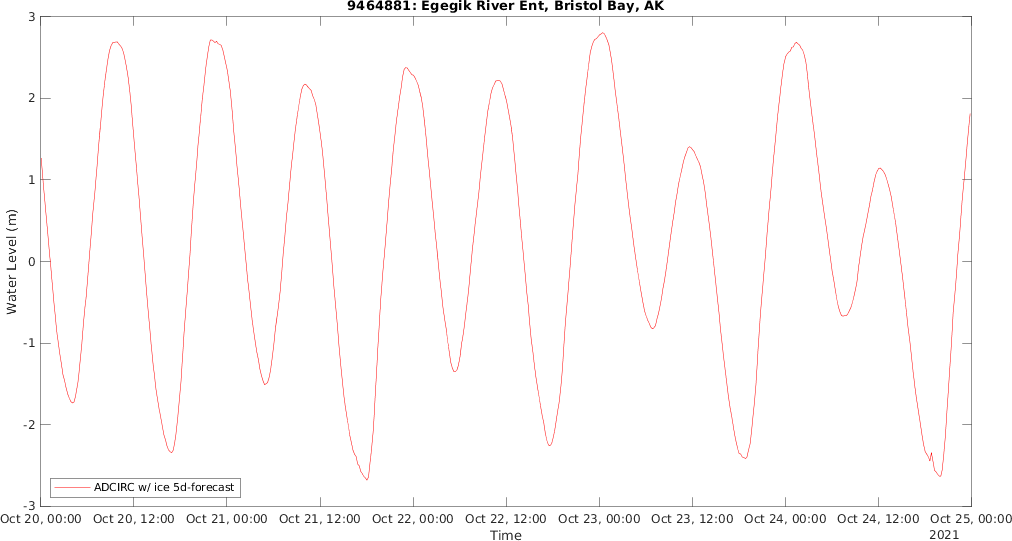 9464881: Egegik River Ent, Bristol Bay, AK
3
2
1
0
-1
-2
-3
Water Level (m)
ADCIRC w/ ice 5d-forecast
Oct 20, 00:00 Oct 20, 12:00 Oct 21, 00:00 Oct 21, 12:00 Oct 22, 00:00 Oct 22, 12:00 Oct 23, 00:00 Oct 23, 12:00 Oct 24, 00:00 Oct 24, 12:00 Oct 25, 00:00
Time
2021